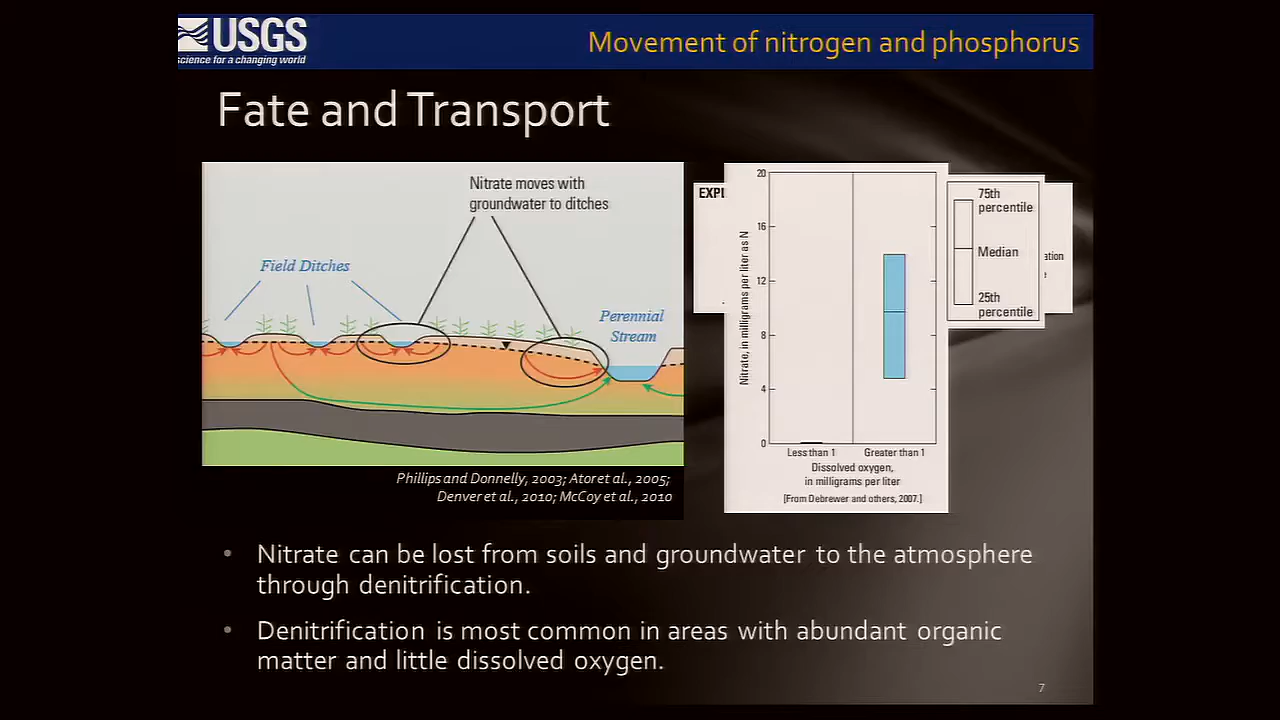 USGS
science for a changing world
Movement of nitrogen and phosphorus
Fate and Transport
Nitrate moves with
groundwater to ditches
Field Ditches
Perennial
Stream
Phillips and Donnelly, 2003; Ator et al., 2005;
Denver et al., 2010; McCoy et al., 2010
EXPL
Nitrate, in milligrams per liter as N
20
16
12
8
4
0
Less than 1 Greater than 1
Dissolved oxygen,
in milligrams per liter
[From Debrewer and others, 2007.]
75th
percentile
Median
25th
percentile
ation
e
• Nitrate can be lost from soils and groundwater to the atmosphere
through denitrification.
• Denitrification is most common in areas with abundant organic
matter and little dissolved oxygen.
7